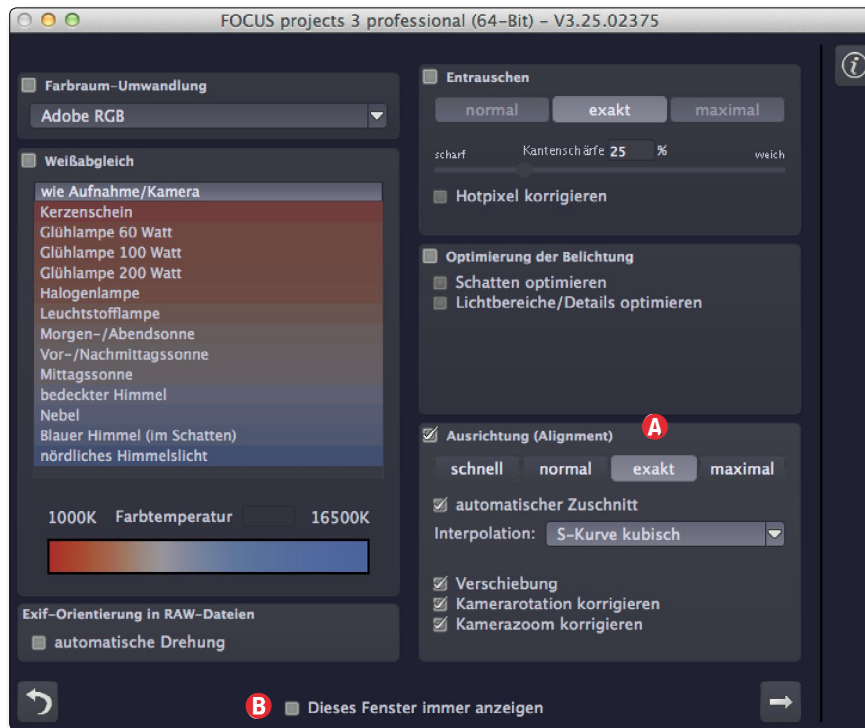 FOCUS projects 3 professional (64-Bit) - V3.25.02375
Farbraum-Umwandlung
Adobe RGB
Weißabgleich
wie Aufnahme/Kamera
Kerzenschein
Glühlampe 60 Watt
Glühlampe 100 Watt
Glühlampe 200 Watt
Halogenlampe
Leuchtstofflampe
Morgen-/Abendsonne
Vor-/Nachmittagssonne
Mittagssonne
bedeckter Himmel
Nebel
Blauer Himmel (im Schatten)
nördliches Himmelslicht
1000K Farbtemperatur 16500K
Exif-Orientierung in RAW-Dateien
automatische Drehung
Entrauschen
normal exakt maximal
scharf Kantenschärfe 25 % weich
Hotpixel korrigieren
Optimierung der Belichtung
Schatten optimieren
Lichtbereiche/Details optimieren
A
Ausrichtung (Alignment)
schnell normal exakt maximal
automatischer Zuschnitt
Interpolation: S-Kurve kubisch
Verschiebung
Kamerarotation korrigieren
Kamerazoom korrigieren
B Dieses Fenster immer anzeigen